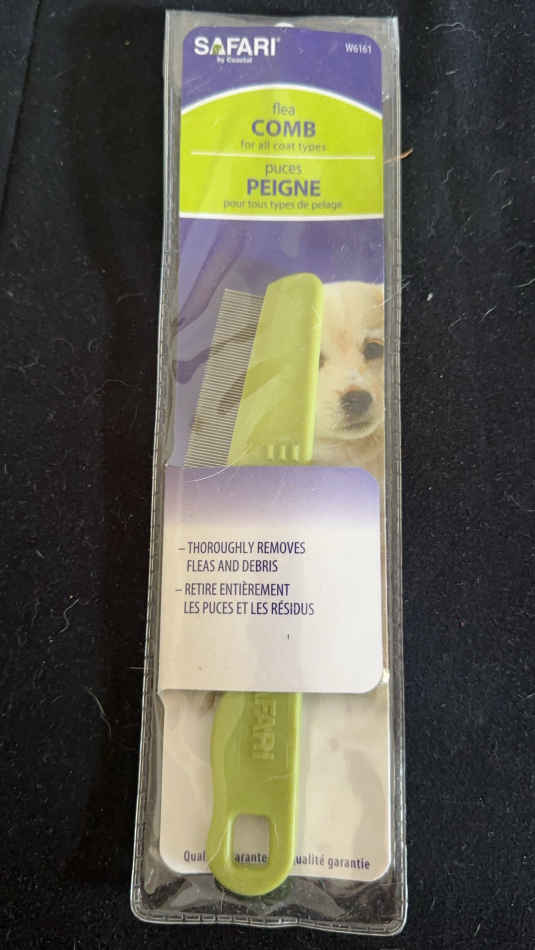 SAFARI®
by Coastal
W6161
flea
COMB
for all coat types
puces
PEIGNE
pour tous types de pelage
– THOROUGHLY REMOVES
FLEAS AND DEBRIS
– RETIRE ENTIÈREMENT
LES PUCES ET LES RÉSIDUS
SAFARI
garantie